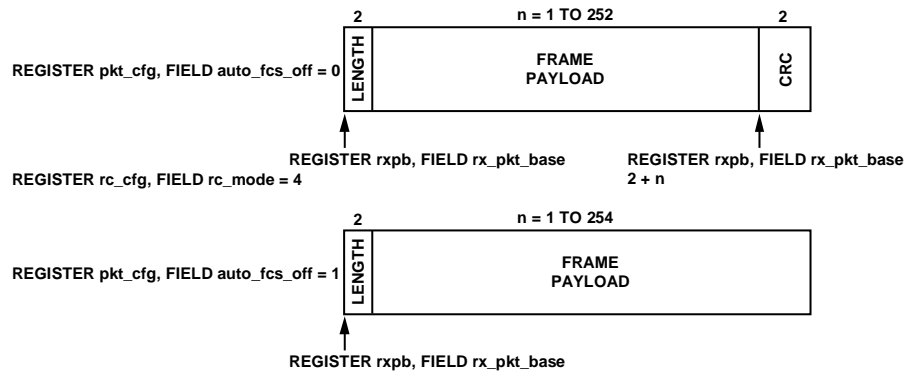 2
n = 1 TO 252
2
REGISTER pkt_cfg, FIELD auto_fcs_off = 0
LENGTH
FRAME
PAYLOAD
CRC
REGISTER rxpb, FIELD rx_pkt_base
REGISTER rxpb, FIELD rx_pkt_base
2 + n
REGISTER rc_cfg, FIELD rc_mode = 4
2
n = 1 TO 254
REGISTER pkt_cfg, FIELD auto_fcs_off = 1
LENGTH
FRAME
PAYLOAD
REGISTER rxpb, FIELD rx_pkt_base